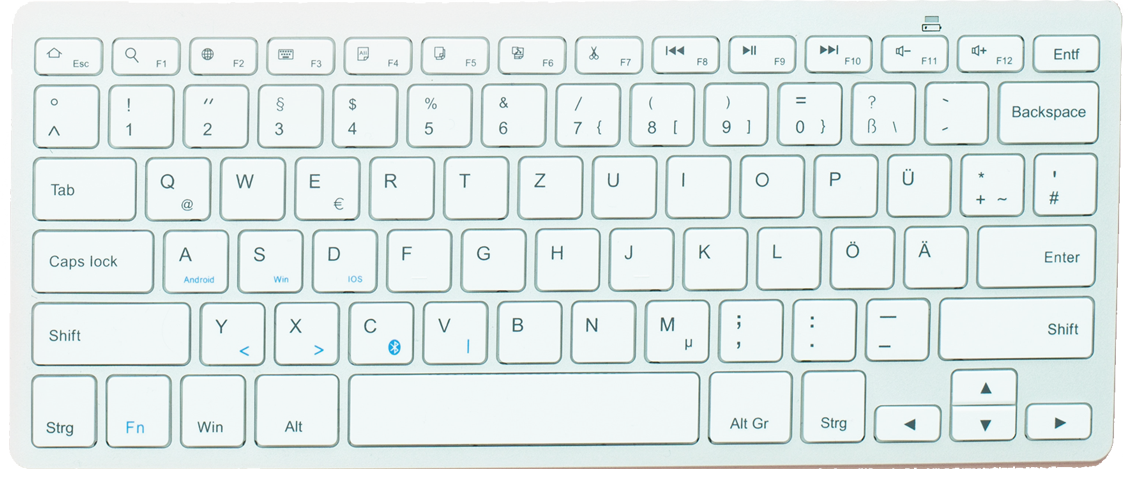 Esc F1 F2 F3 F4 F5 F6 F7 F8 F9 F10 F11 F12 Entf
° ! " § $ % & / ( ) = ? `
^ 1 2 3 4 5 6 7 { 8 [ 9 ] 0 } ß \ ´ Backspace
Tab Q @ W E € R T Z U I O P Ü * + ~ ' #
Caps lock A Android S Win D IOS F G H J K L Ö Ä Enter
Shift Y < X > C V | B N M µ ; , : . — – Shift
Strg Fn Win Alt Alt Gr Strg ◄ ▲ ▼ ►